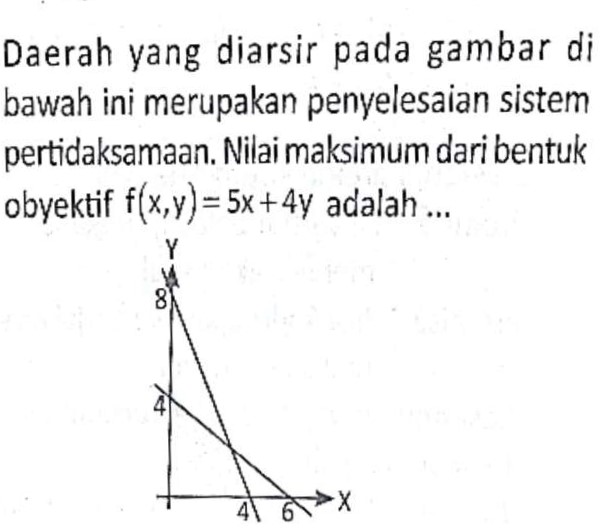 Daerah yang diarsir pada gambar di
bawah ini merupakan penyelesaian sistem
pertidaksamaan. Nilai maksimum dari bentuk
obyektif f(x,y)= 5x+4y adalah ...
Y
8
4
4 6 X